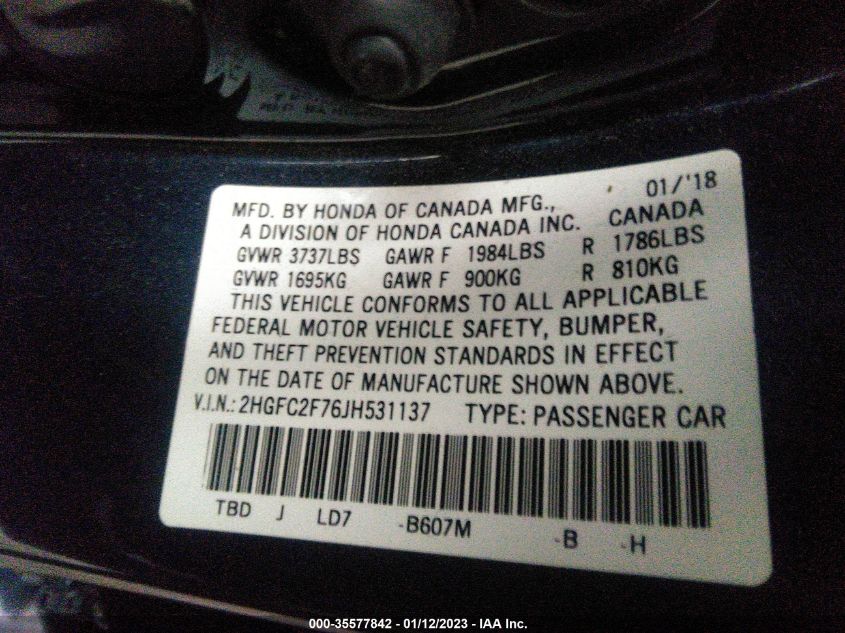 01/'18
MFD. BY HONDA OF CANADA MFG.,
A DIVISION OF HONDA CANADA INC. CANADA
GVWR 3737LBS GAWR F 1984LBS R 1786LBS
GVWR 1695KG GAWR F 900KG R 810KG
THIS VEHICLE CONFORMS TO ALL APPLICABLE
FEDERAL MOTOR VEHICLE SAFETY, BUMPER,
AND THEFT PREVENTION STANDARDS IN EFFECT
ON THE DATE OF MANUFACTURE SHOWN ABOVE.
V.I.N.: 2HGFC2F76JH531137 TYPE: PASSENGER CAR
TBD J LD7 -B607M -B -H
000-35577842 - 01/12/2023 - IAA Inc.